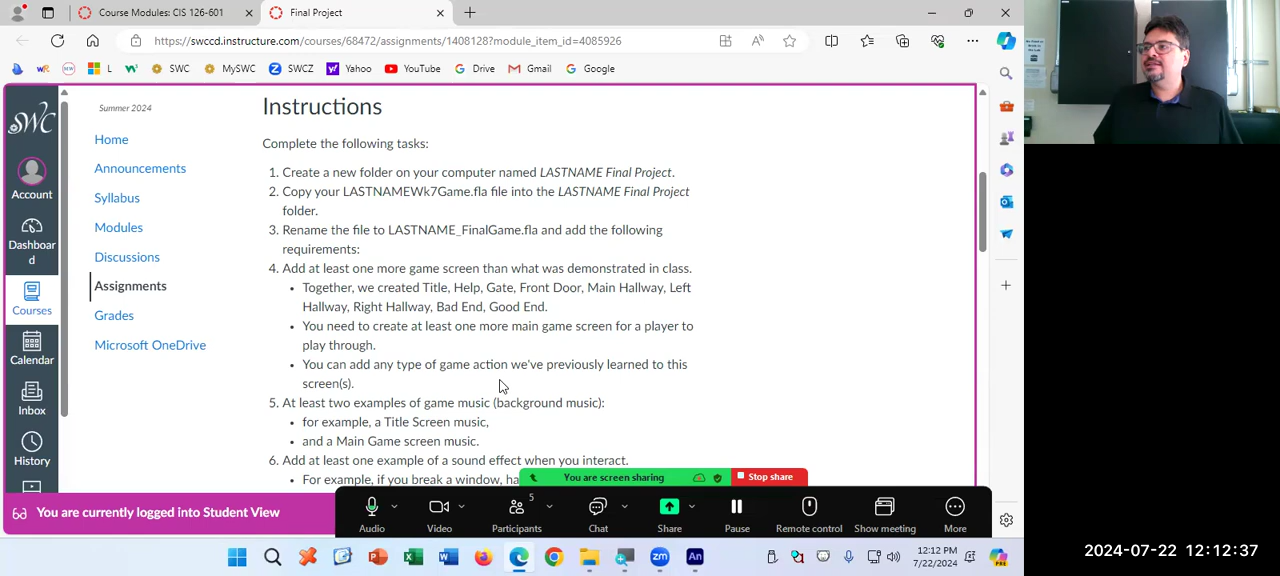 Course Modules: CIS 126-601
Final Project
https://swccd.instructure.com/courses/68472/assignments/1408128?module_item_id=4085926
L
SWC
MySWC
SWCZ
Yahoo
YouTube
Drive
Gmail
Google
SWC
Account
Dashboar
d
Courses
Calendar
Inbox
History
Summer 2024
Home
Announcements
Syllabus
Modules
Discussions
Assignments
Grades
Microsoft OneDrive
Instructions
Complete the following tasks:
1. Create a new folder on your computer named LASTNAME Final Project.
2. Copy your LASTNAMEWk7Game.fla file into the LASTNAME Final Project
folder.
3. Rename the file to LASTNAME_FinalGame.fla and add the following
requirements:
4. Add at least one more game screen than what was demonstrated in class.
• Together, we created Title, Help, Gate, Front Door, Main Hallway, Left
Hallway, Right Hallway, Bad End, Good End.
• You need to create at least one more main game screen for a player to
play through.
• You can add any type of game action we've previously learned to this
screen(s).
5. At least two examples of game music (background music):
• for example, a Title Screen music,
• and a Main Game screen music.
6. Add at least one example of a sound effect when you interact.
• For example, if you break a window, ha
You are screen sharing
Stop share
You are currently logged into Student View
Audio
Video
5
Participants
Chat
Share
Pause
Remote control
Show meeting
More
12:12 PM
7/22/2024
2024-07-22 12:12:37